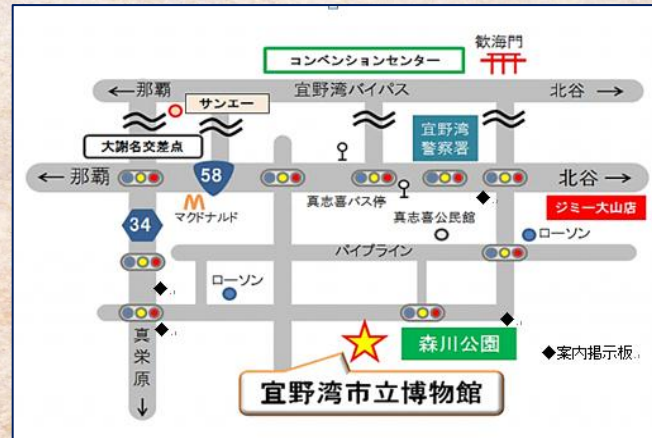 歓海門
コンベンションセンター
←那覇
宜野湾バイパス
北谷→
サンエー
大謝名交差点
宜野湾
警察署
←那覇
58
北谷→
マクドナルド
真志喜バス停
真志喜公民館
ジミー大山店
34
ローソン
パイプライン
ローソン
真栄原
↓
森川公園
◆案内掲示板
宜野湾市立博物館